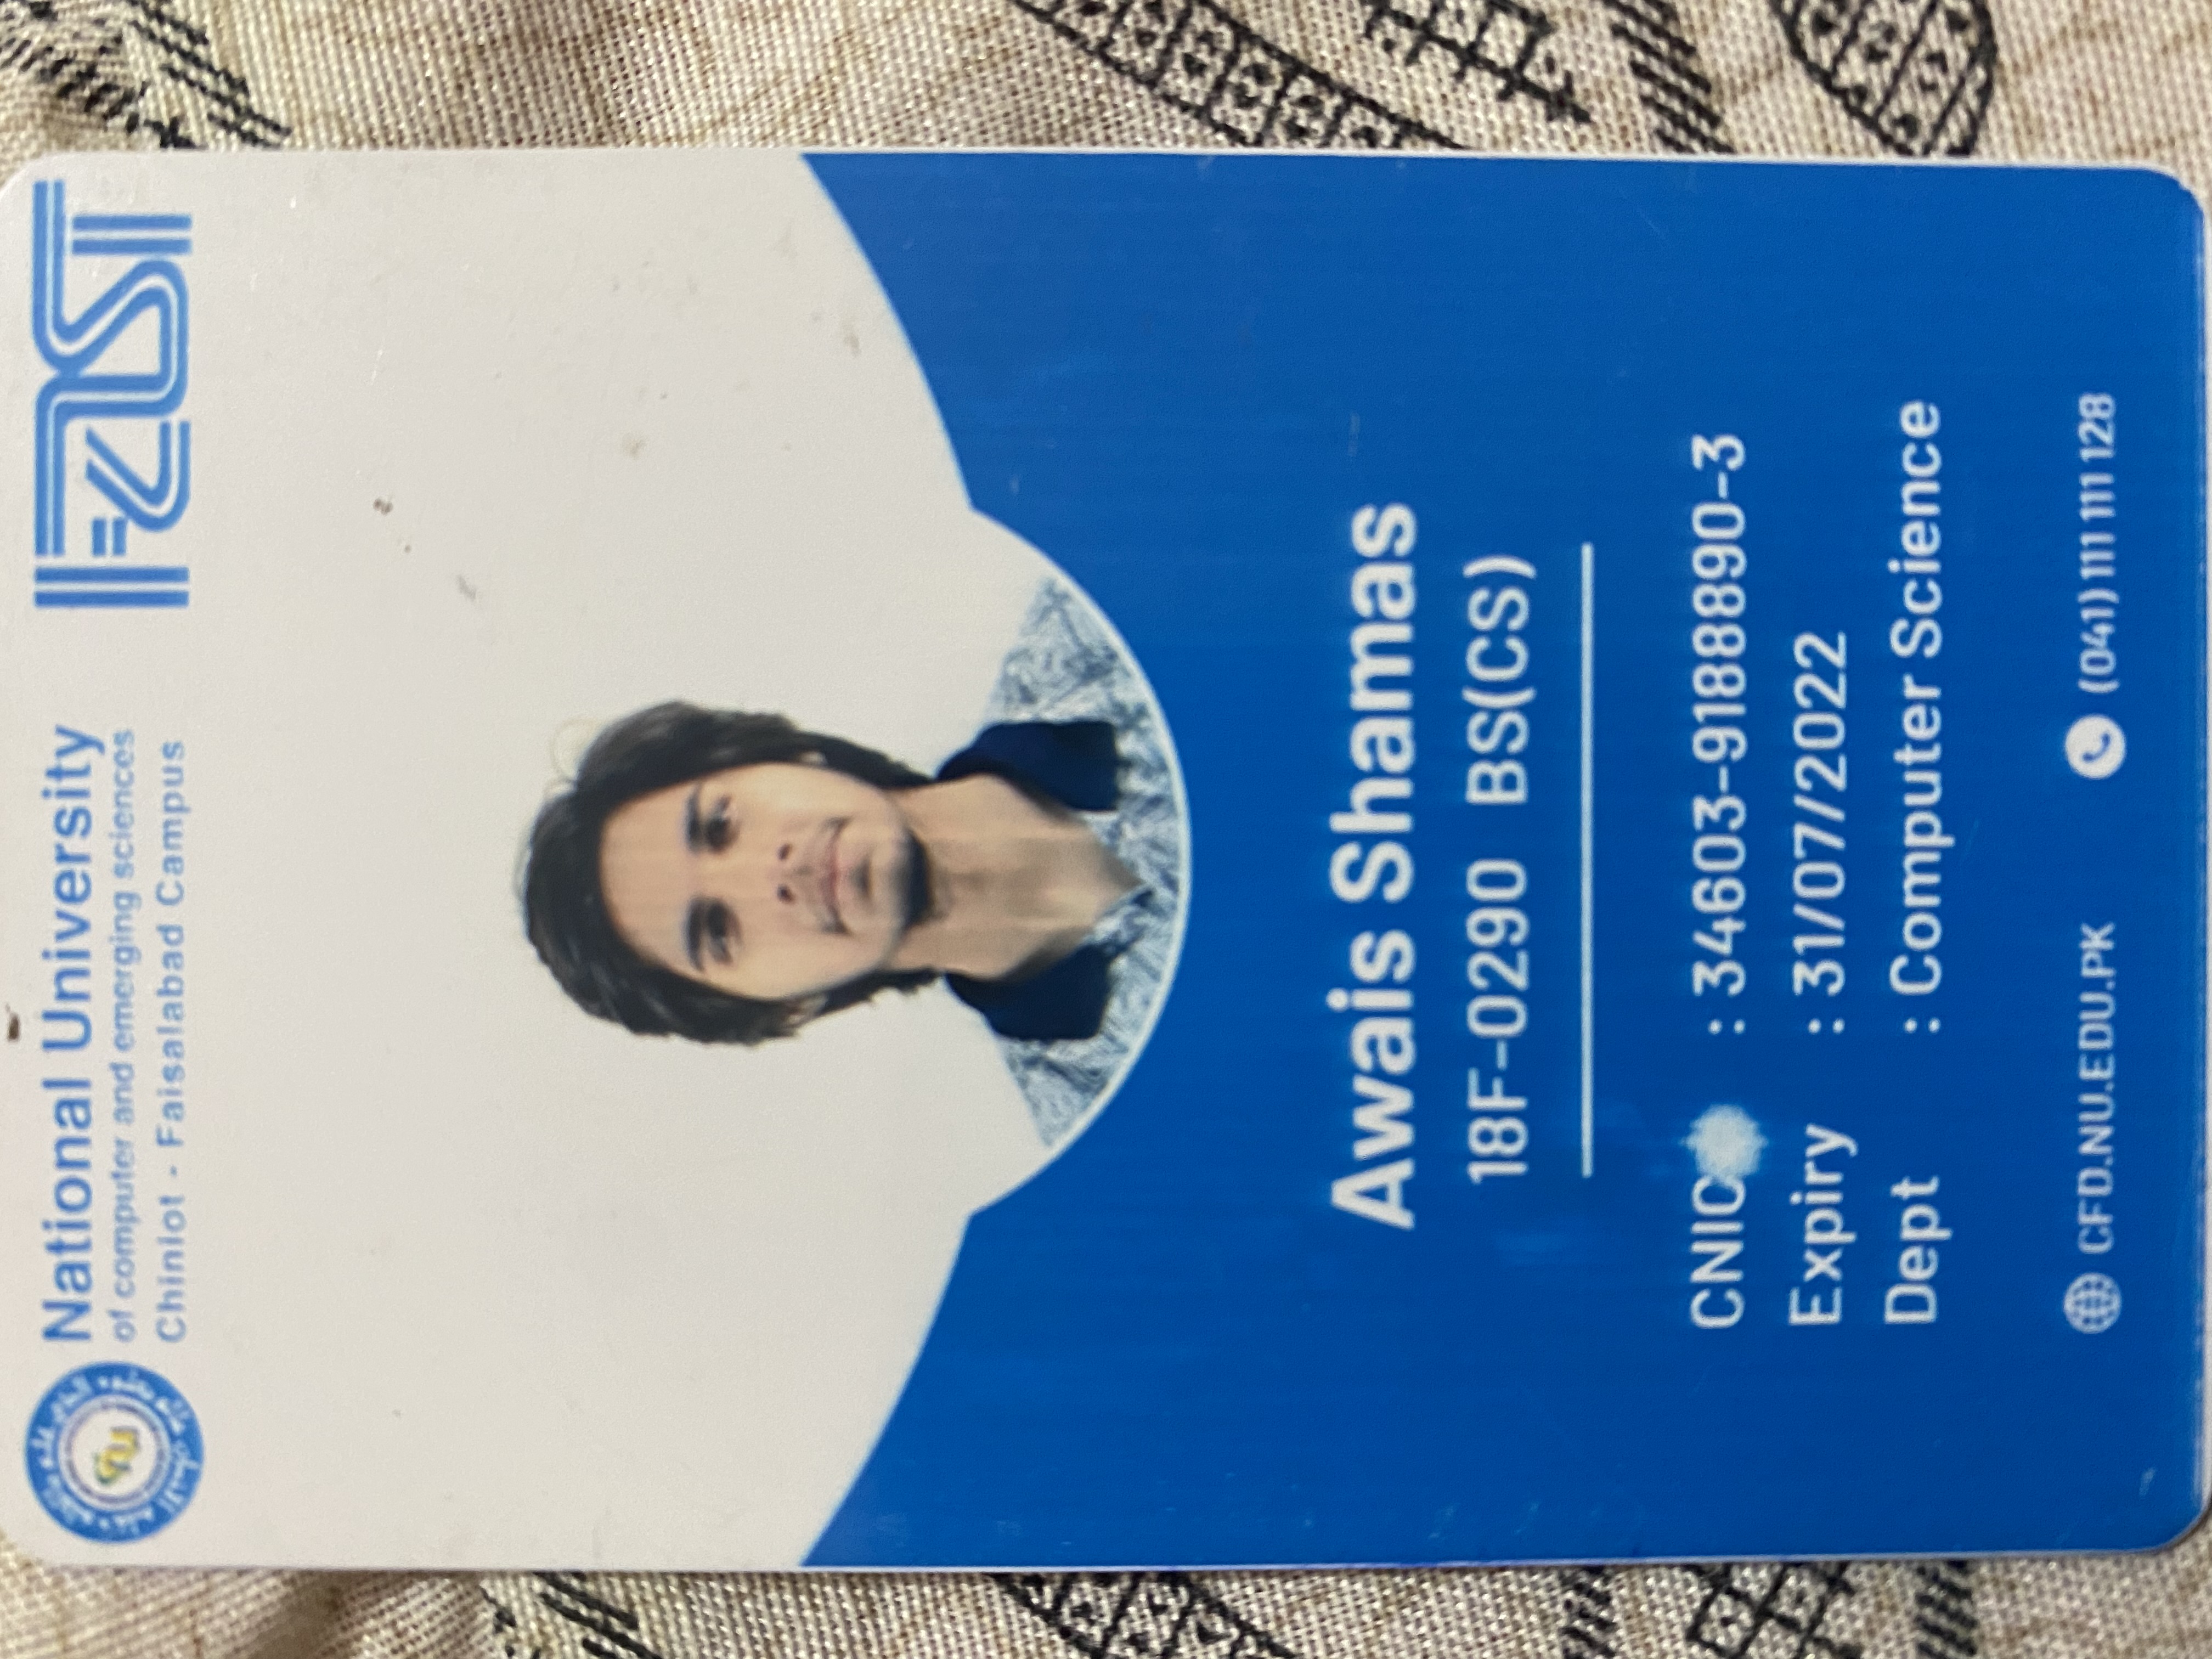 National University
of computer and emerging sciences
Chiniot - Faisalabad Campus
FAST
Awais Shamas
18F-0290 BS(CS)
CNIC : 34603-9188890-3
Expiry : 31/07/2022
Dept : Computer Science
CFD.NU.EDU.PK
(041) 111 111 128